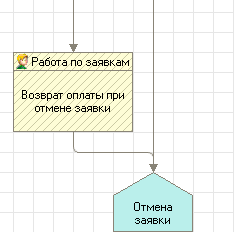 Работа по заявкам
Возврат оплаты при
отмене заявки
Отмена
заявки